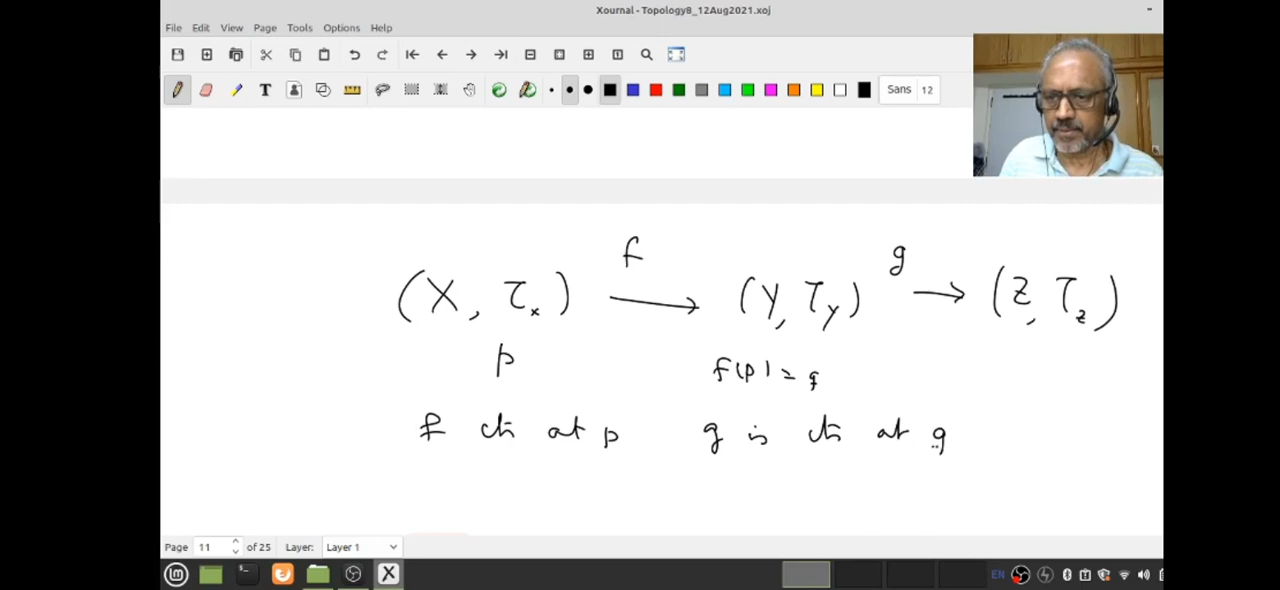 Xournal - Topology8_12Aug2021.xoj
File Edit View Page Tools Options Help
Sans 12
f g
(X, τx) → (Y, τY) → (Z, τz)
p f(p) = q
f cts at p g is cts at q
Page 11 of 25 Layer: Layer 1
EN